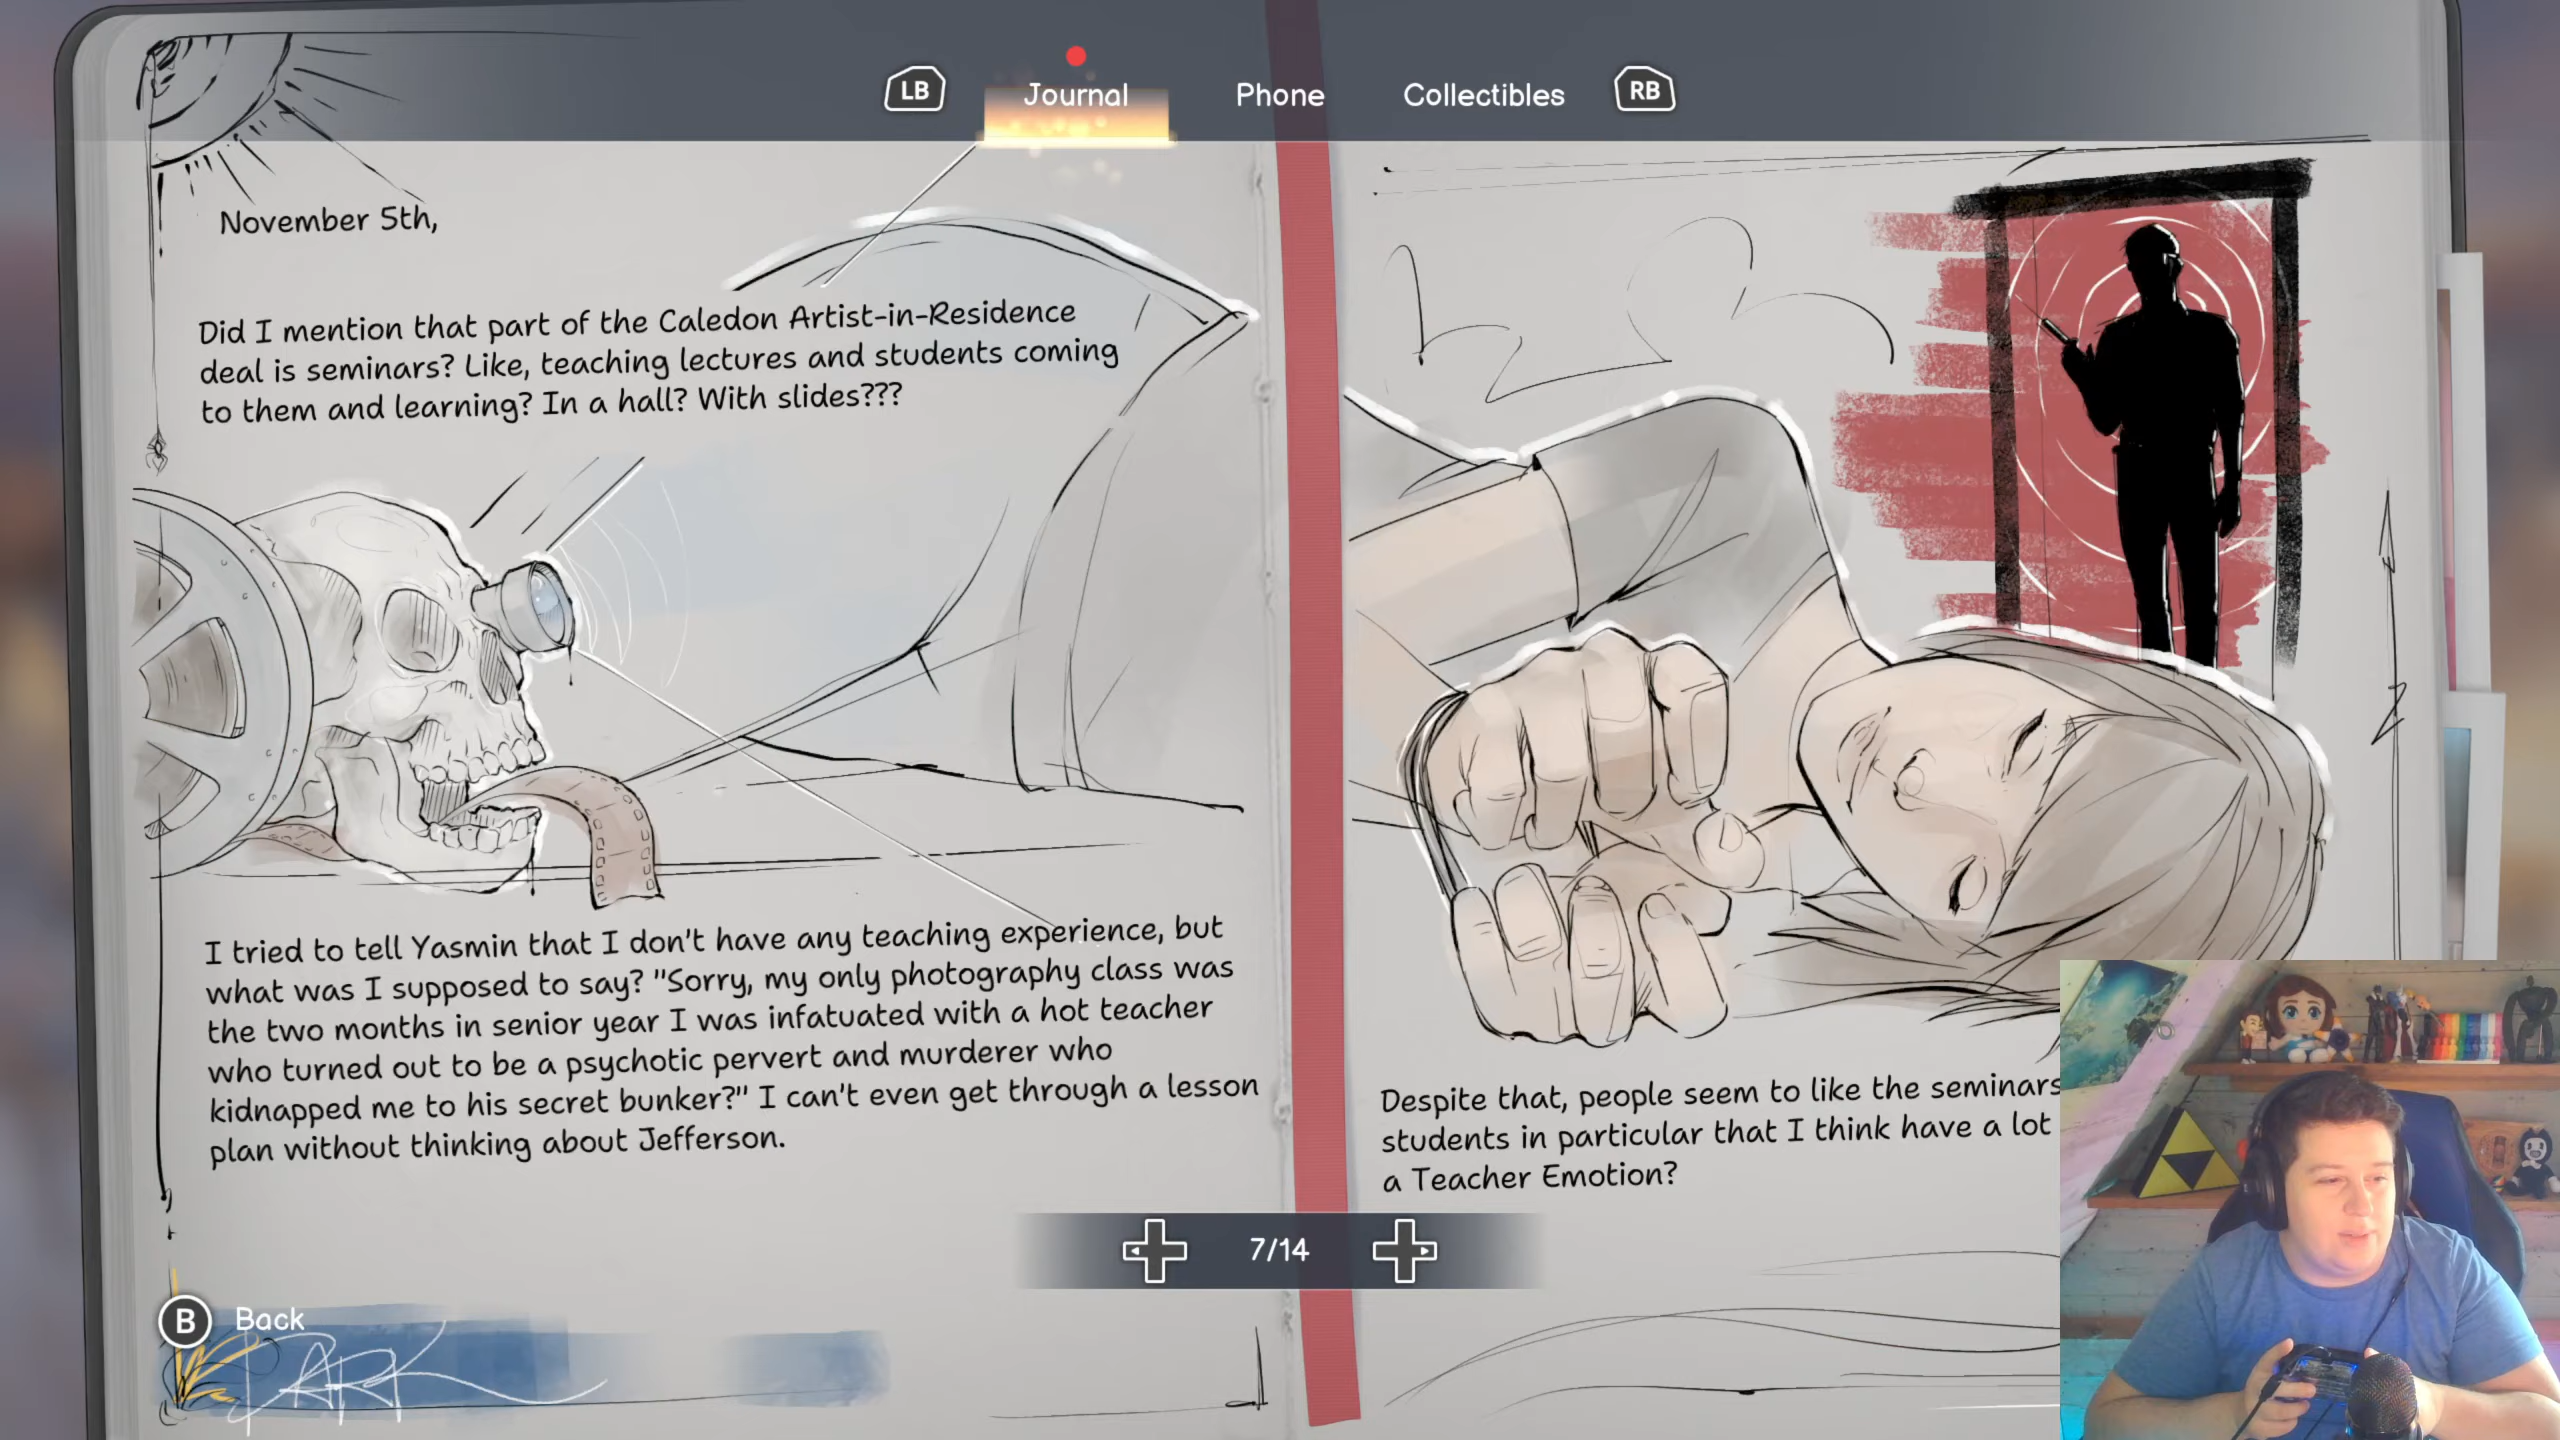 LB
Journal
Phone
Collectibles
RB
November 5th,
Did I mention that part of the Caledon Artist-in-Residence
deal is seminars? Like, teaching lectures and students coming
to them and learning? In a hall? With slides???
I tried to tell Yasmin that I don't have any teaching experience, but
what was I supposed to say? "Sorry, my only photography class was
the two months in senior year I was infatuated with a hot teacher
who turned out to be a psychotic pervert and murderer who
kidnapped me to his secret bunker?" I can't even get through a lesson
plan without thinking about Jefferson.
Despite that, people seem to like the seminars
students in particular that I think have a lot
a Teacher Emotion?
7/14
B Back
DARK